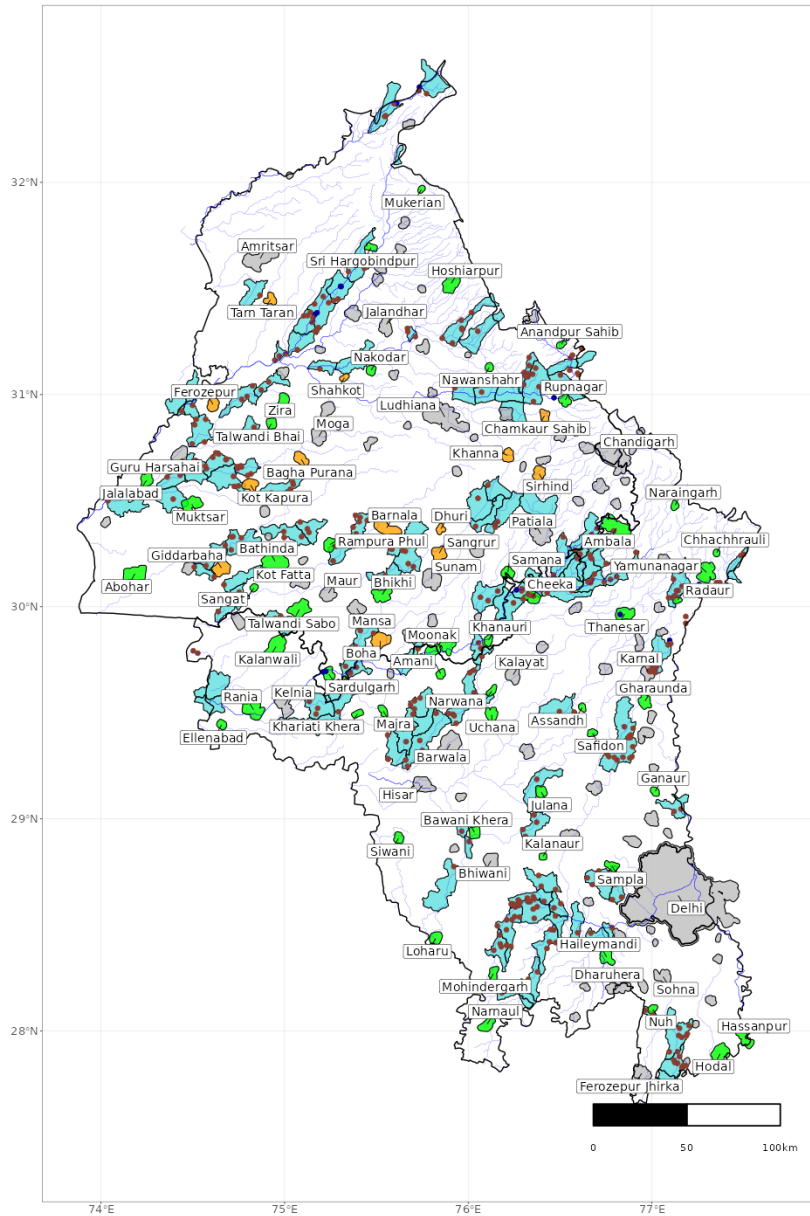 32°N
Mukerian
Amritsar
Sri Hargobindpur
Hoshiarpur
Tarn Taran
Jalandhar
Anandpur Sahib
Nakodar
31°N
Ferozepur
Shahkot
Nawanshahr
Rupnagar
Zira
Ludhiana
Talwandi Bhai
Moga
Chamkaur Sahib
Chandigarh
Guru Harsahai
Bagha Purana
Khanna
Sirhind
Jalalabad
Kot Kapura
Naraingarh
Muktsar
Barnala
Dhuri
Patiala
Bathinda
Rampura Phul
Sangrur
Ambala
Chhachhrauli
Giddarbaha
Sunam
Samana
Yamunanagar
Kot Fatta
Maur
Bhikhi
Cheeka
Abohar
Radaur
30°N
Sangat
Talwandi Sabo
Mansa
Khanauri
Thanesar
Moonak
Kalanwali
Boha
Amani
Kalayat
Karnal
Rania
Kelnia
Sardulgarh
Gharaunda
Narwana
Khariati Khera
Majra
Uchana
Assandh
Ellenabad
Safidon
Barwala
Hisar
Ganaur
29°N
Julana
Bawani Khera
Siwani
Kalanaur
Bhiwani
Sampla
Delhi
Loharu
Haileymandi
Mohindergarh
Dharuhera
Sohna
Narnaul
28°N
Nuh
Hassanpur
Hodal
Ferozepur Jhirka
0 50 100km
74°E 75°E 76°E 77°E